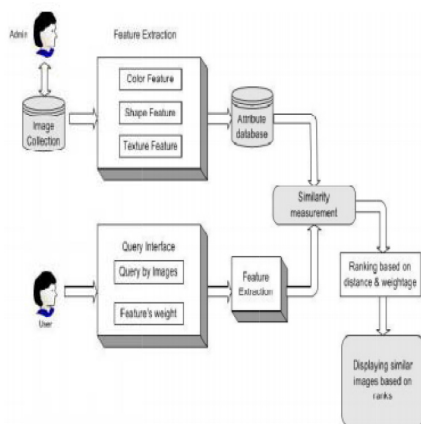 Admin
Feature Extraction
Color Feature
Shape Feature
Texture Feature
Image
Collection
Attribute
database
Similarity
measurement
Query Interface
Query by Images
Feature's weight
User
Feature
Extraction
Ranking based on
distance & weightage
Displaying similar
images based on
ranks